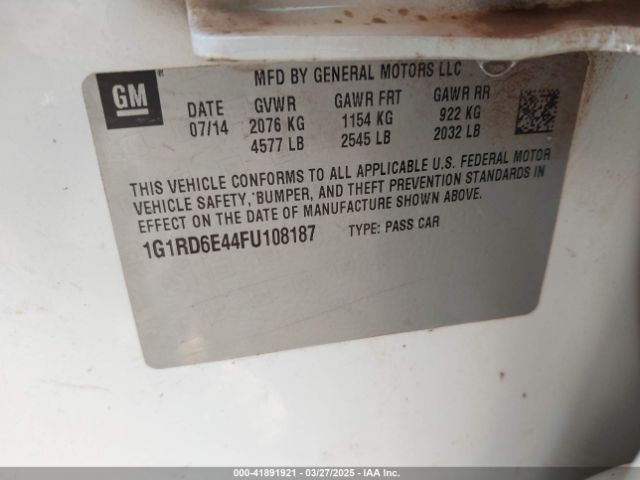 GM
MFD BY GENERAL MOTORS LLC
DATE GVWR GAWR FRT GAWR RR
07/14 2076 KG 1154 KG 922 KG
4577 LB 2545 LB 2032 LB
THIS VEHICLE CONFORMS TO ALL APPLICABLE U.S. FEDERAL MOTOR
VEHICLE SAFETY, BUMPER, AND THEFT PREVENTION STANDARDS IN
EFFECT ON THE DATE OF MANUFACTURE SHOWN ABOVE.
1G1RD6E44FU108187 TYPE: PASS CAR
000-41891921 - 03/27/2025 - IAA Inc.